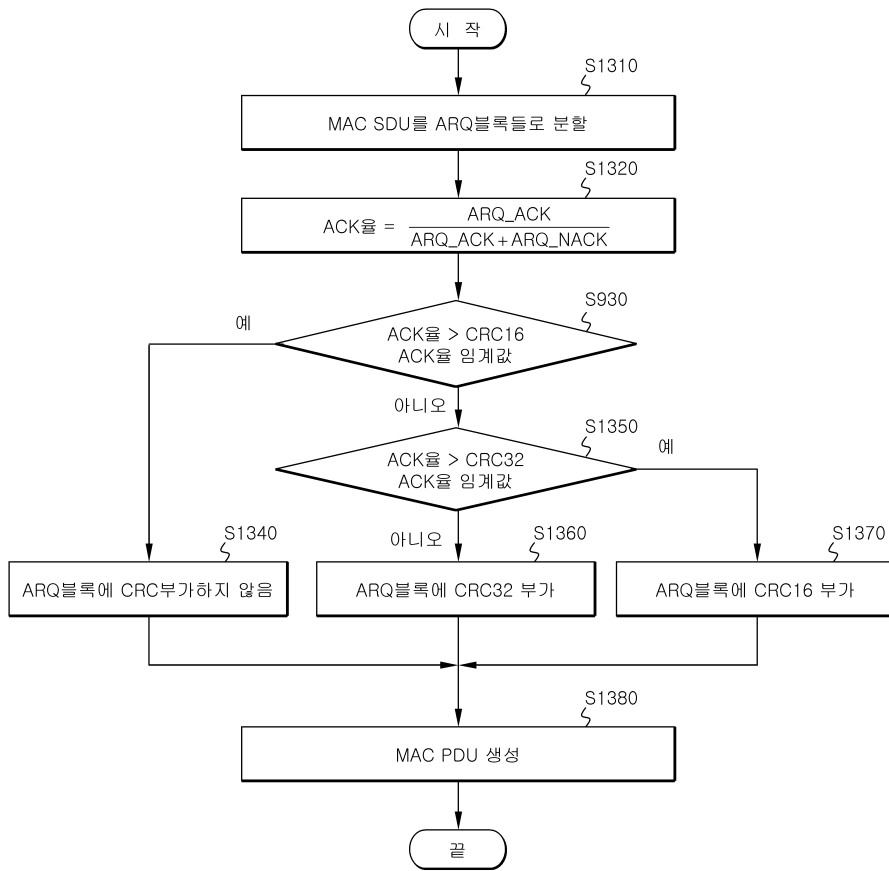 시 작
S1310
MAC SDU를 ARQ블록들로 분할
S1320
ACK율 = ARQ_ACK
ARQ_ACK+ARQ_NACK
S930
예
ACK율 > CRC16
ACK율 임계값
아니오
S1350
예
ACK율 > CRC32
ACK율 임계값
S1340
아니오
S1360
S1370
ARQ블록에 CRC부가하지 않음
ARQ블록에 CRC32 부가
ARQ블록에 CRC16 부가
S1380
MAC PDU 생성
끝